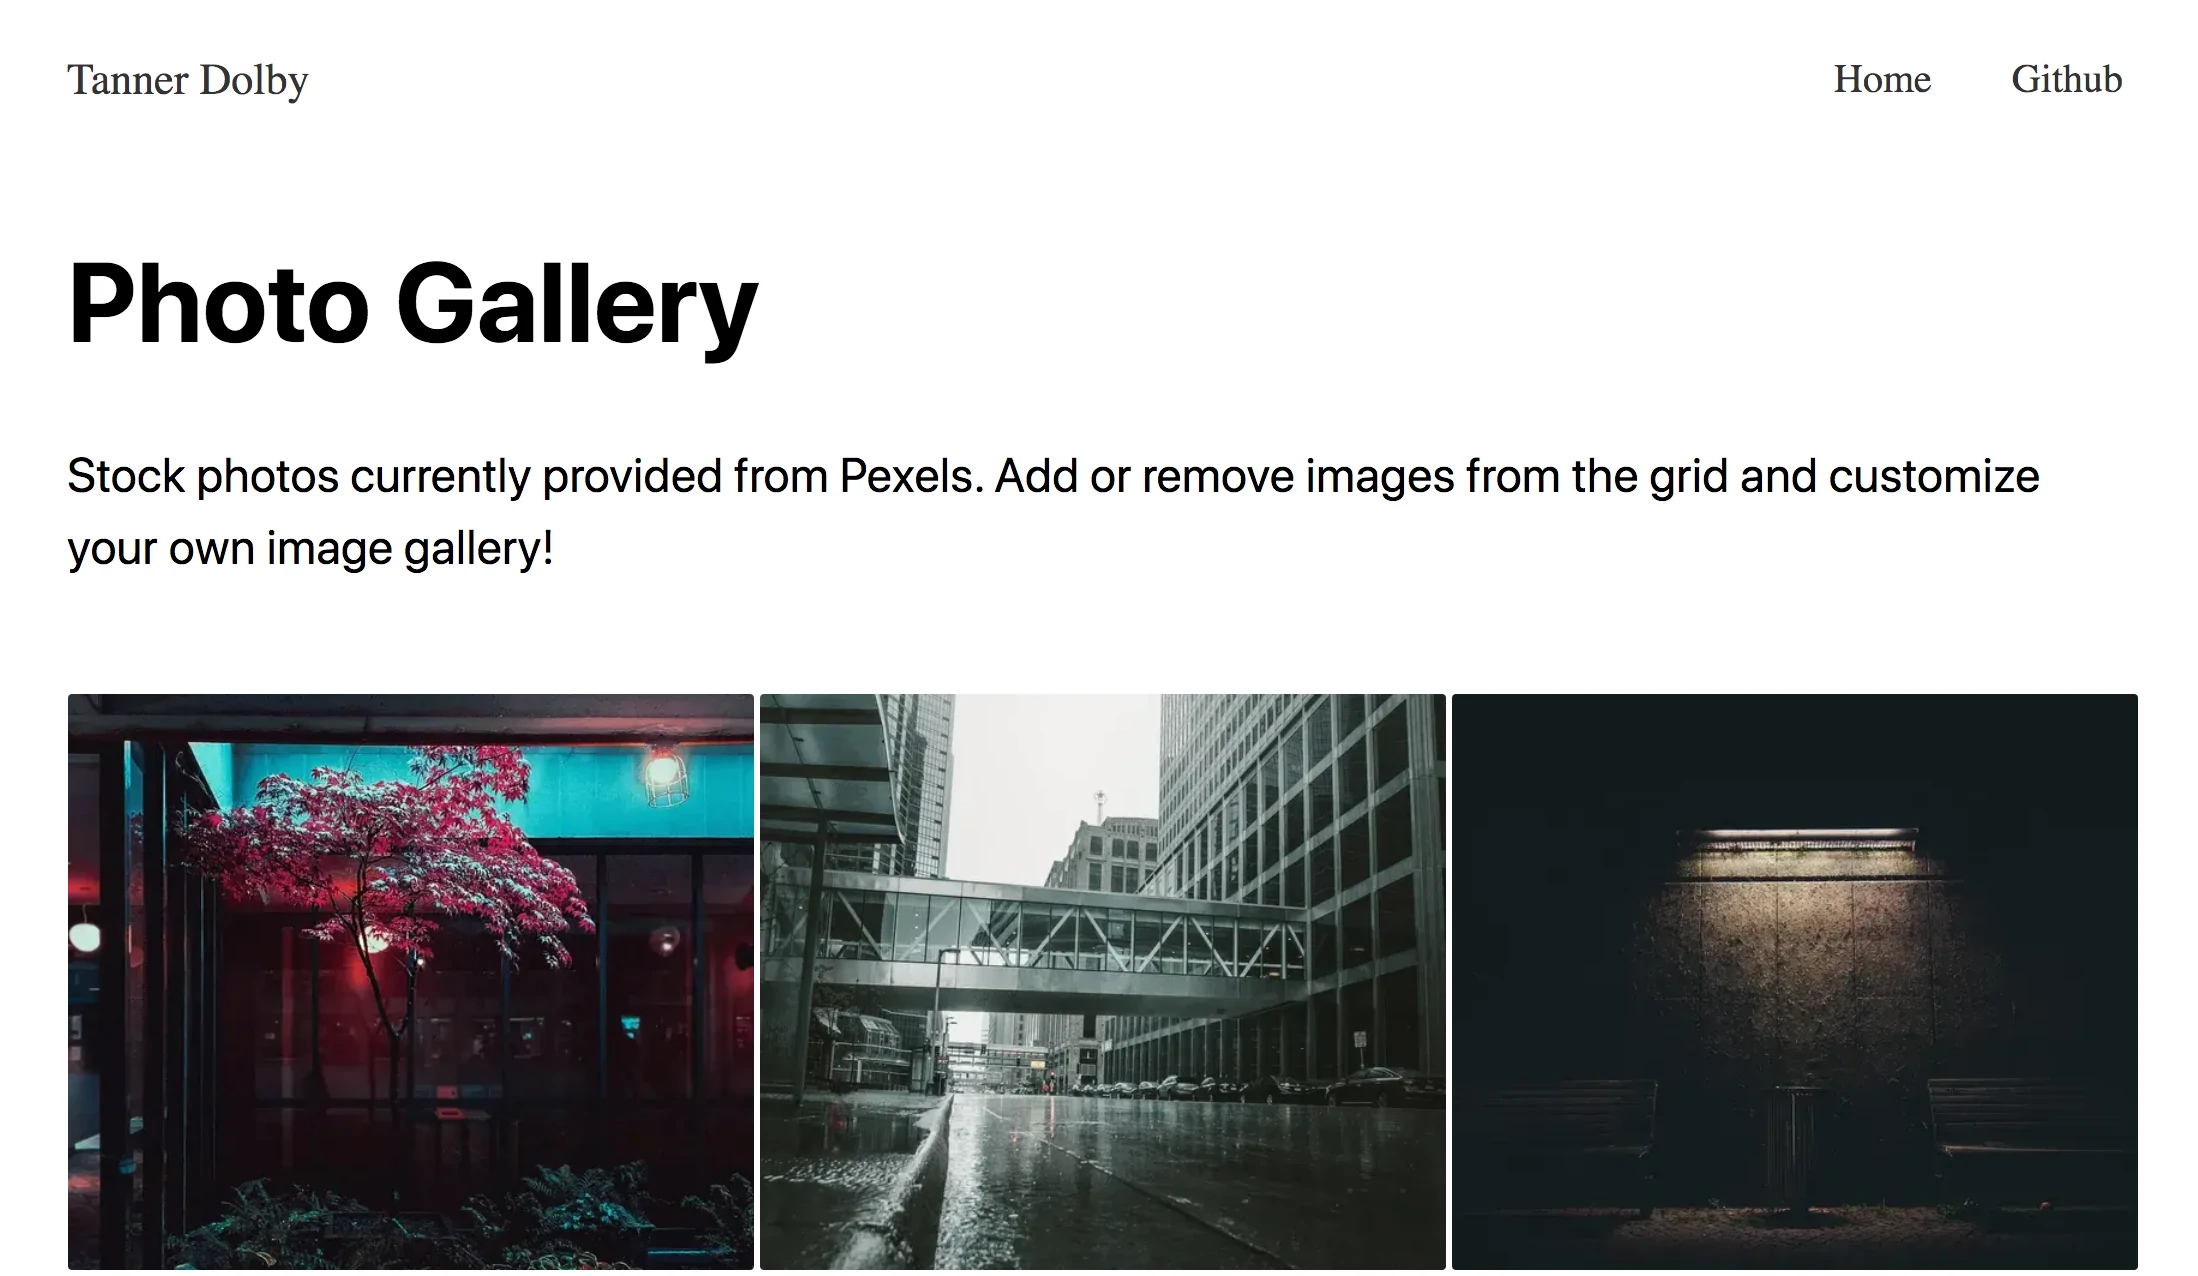 Tanner Dolby
Home
Github
Photo Gallery
Stock photos currently provided from Pexels. Add or remove images from the grid and customize
your own image gallery!